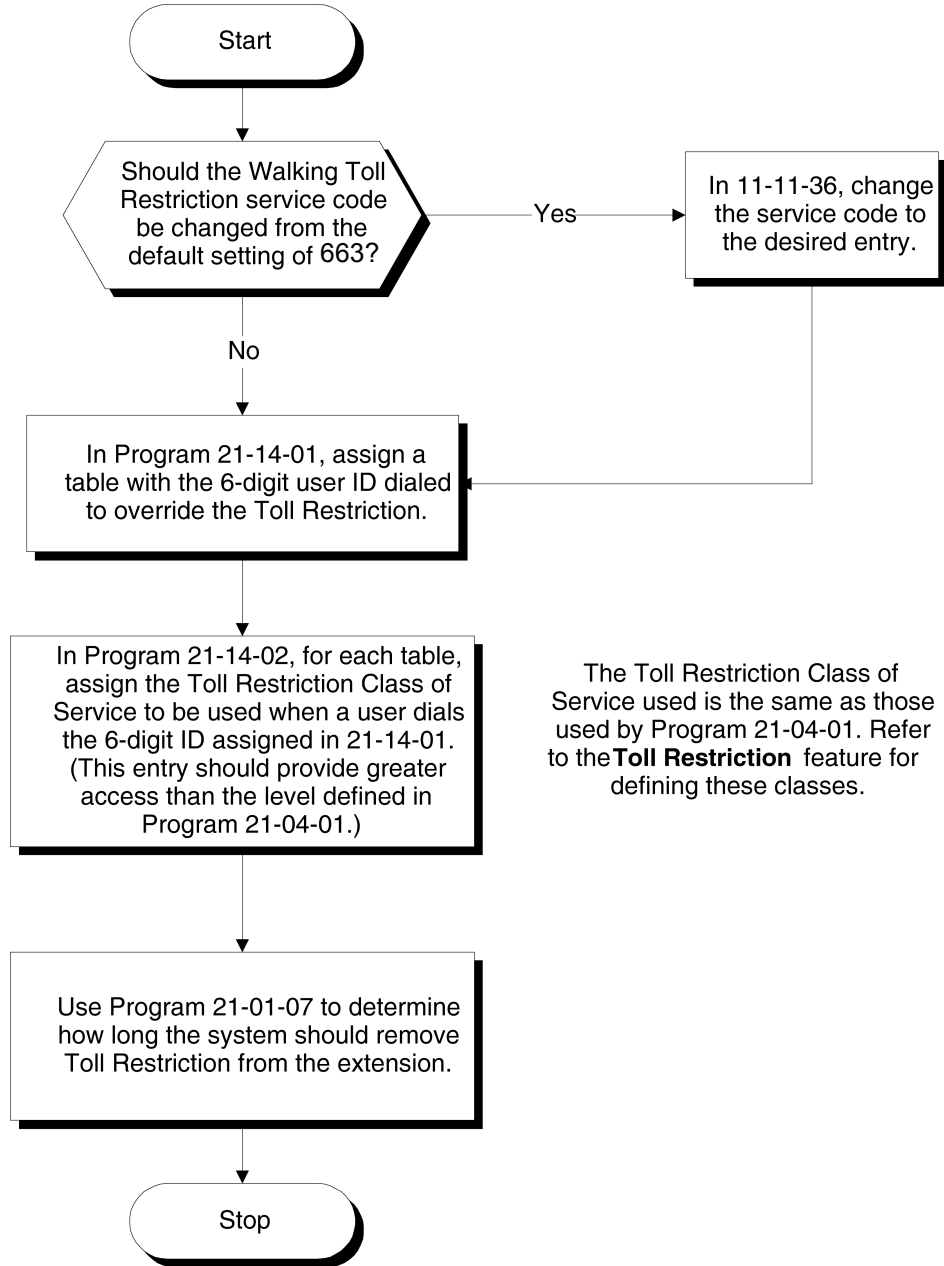 Start
Should the Walking Toll
Restriction service code
be changed from the
default setting of 663?
Yes
In 11-11-36, change
the service code to
the desired entry.
No
In Program 21-14-01, assign a
table with the 6-digit user ID dialed
to override the Toll Restriction.
In Program 21-14-02, for each table,
assign the Toll Restriction Class of
Service to be used when a user dials
the 6-digit ID assigned in 21-14-01.
(This entry should provide greater
access than the level defined in
Program 21-04-01.)
The Toll Restriction Class of
Service used is the same as those
used by Program 21-04-01. Refer
to the Toll Restriction feature for
defining these classes.
Use Program 21-01-07 to determine
how long the system should remove
Toll Restriction from the extension.
Stop